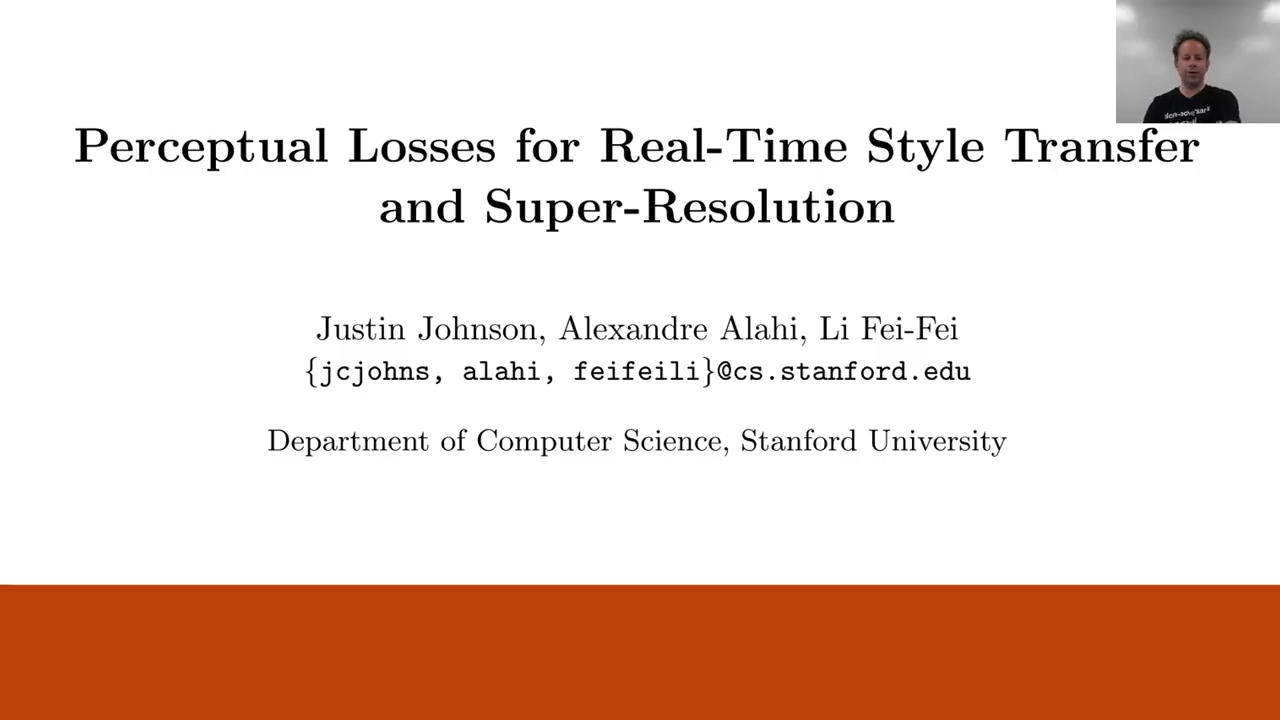 Perceptual Losses for Real-Time Style Transfer
and Super-Resolution
Justin Johnson, Alexandre Alahi, Li Fei-Fei
{jcjohns, alahi, feifeili}@cs.stanford.edu
Department of Computer Science, Stanford University